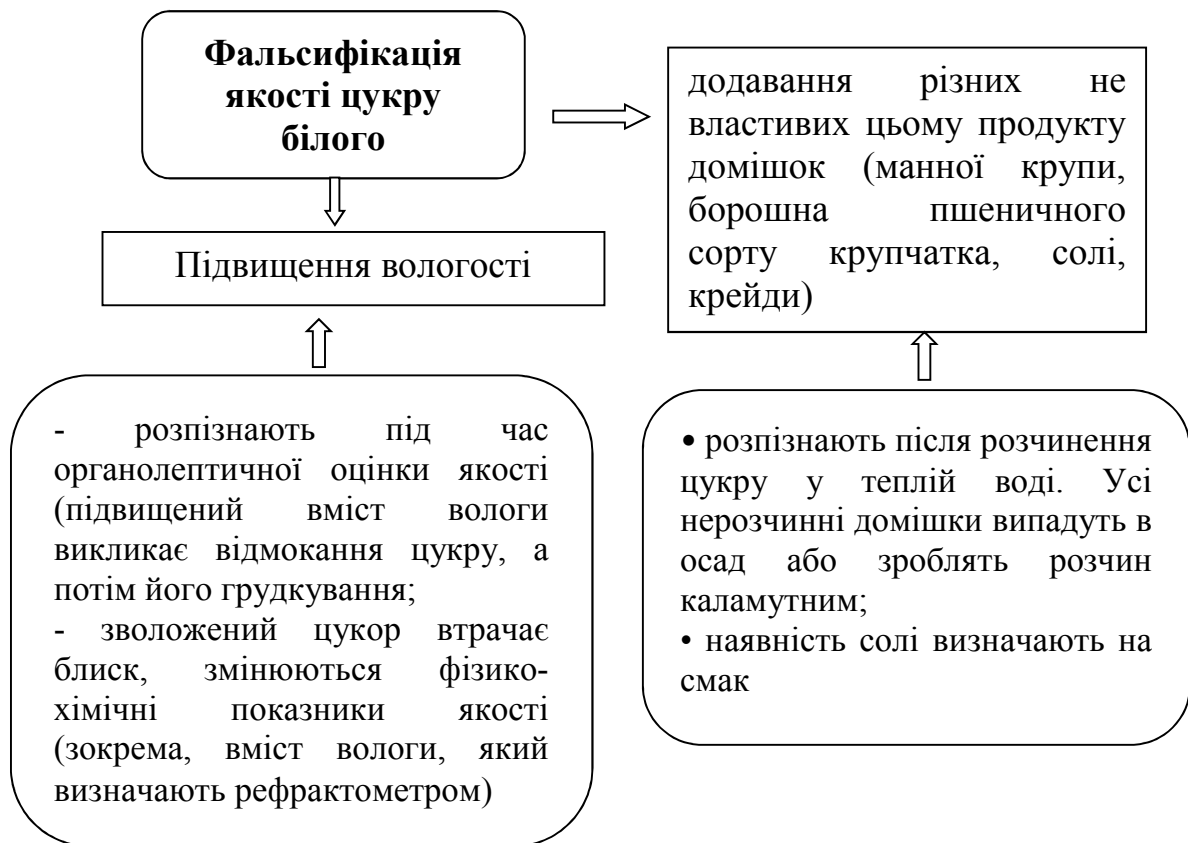 Фальсифікація
якості цукру
білого
додавання різних не
властивих цьому продукту
домішок (манної крупи,
борошна пшеничного
сорту крупчатка, солі,
крейди)
Підвищення вологості
- розпізнають під час
органолептичної оцінки якості
(підвищений вміст вологи
викликає відмокання цукру, а
потім його грудкування;
- зволожений цукор втрачає
блиск, змінюються фізико-
хімічні показники якості
(зокрема, вміст вологи, який
визначають рефрактометром)
• розпізнають після розчинення
цукру у теплій воді. Усі
нерозчинні домішки випадуть в
осад або зроблять розчин
каламутним;
• наявність солі визначають на
смак